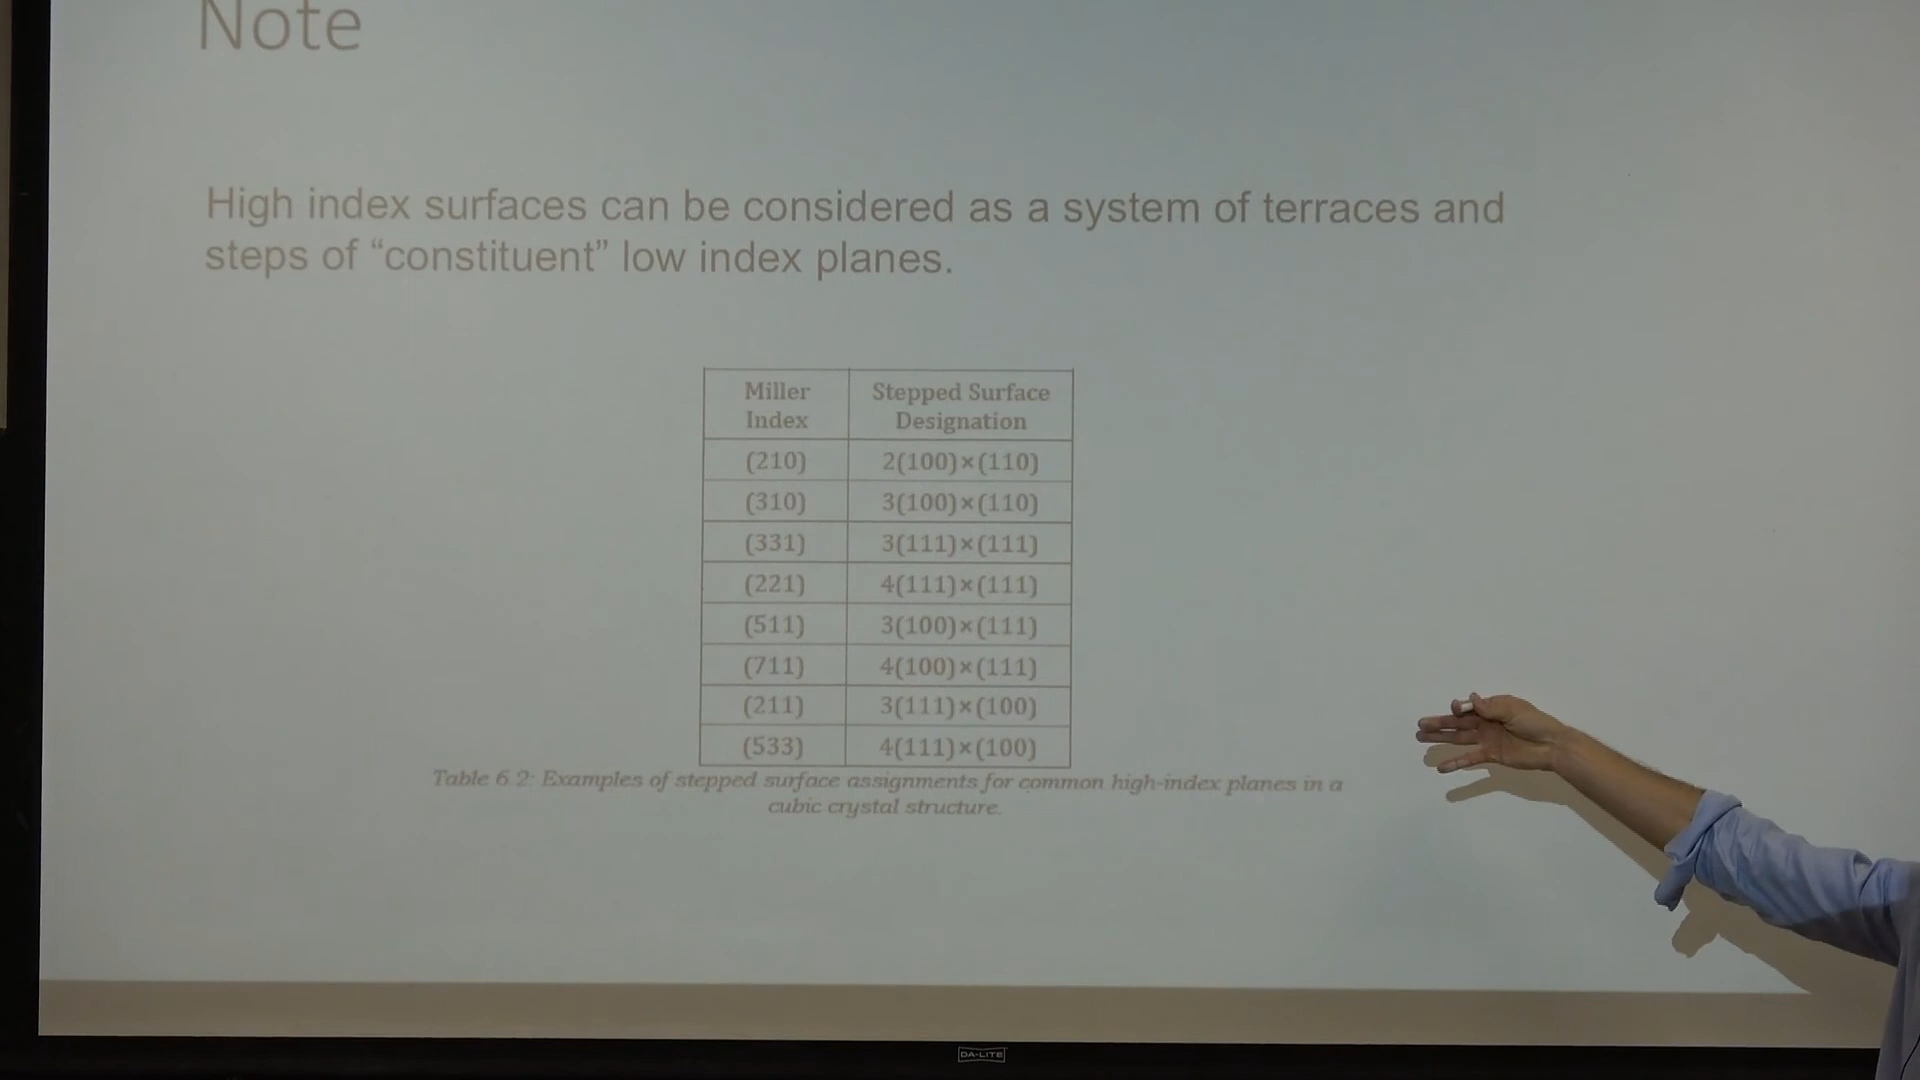 Note
High index surfaces can be considered as a system of terraces and
steps of “constituent” low index planes.
Miller Index Stepped Surface Designation
(210) 2(100)×(110)
(310) 3(100)×(110)
(331) 3(111)×(111)
(221) 4(111)×(111)
(511) 3(100)×(111)
(711) 4(100)×(111)
(211) 3(111)×(100)
(533) 4(111)×(100)
Table 6.2: Examples of stepped surface assignments for common high-index planes in a
cubic crystal structure.
DA-LITE